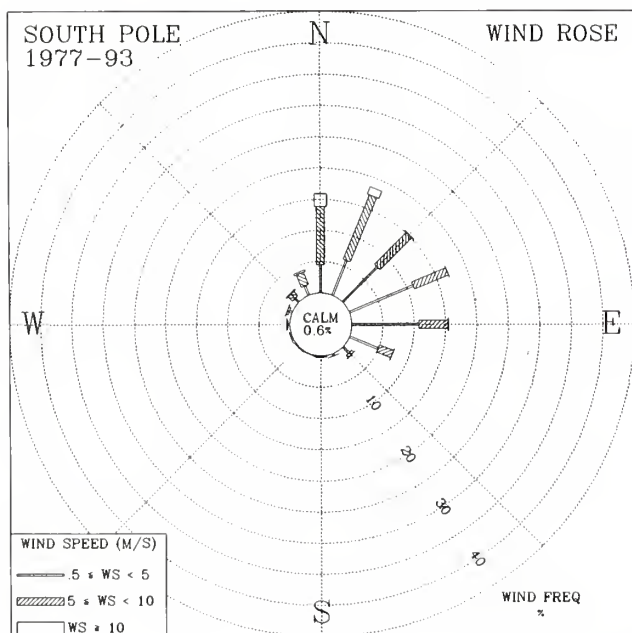 SOUTH POLE
1977-93
WIND ROSE
N
W
CALM
0.6%
E
10
20
30
40
S
WIND SPEED (M/S)
.5 ≤ WS < 5
5 ≤ WS < 10
WS ≥ 10
WIND FREQ
%